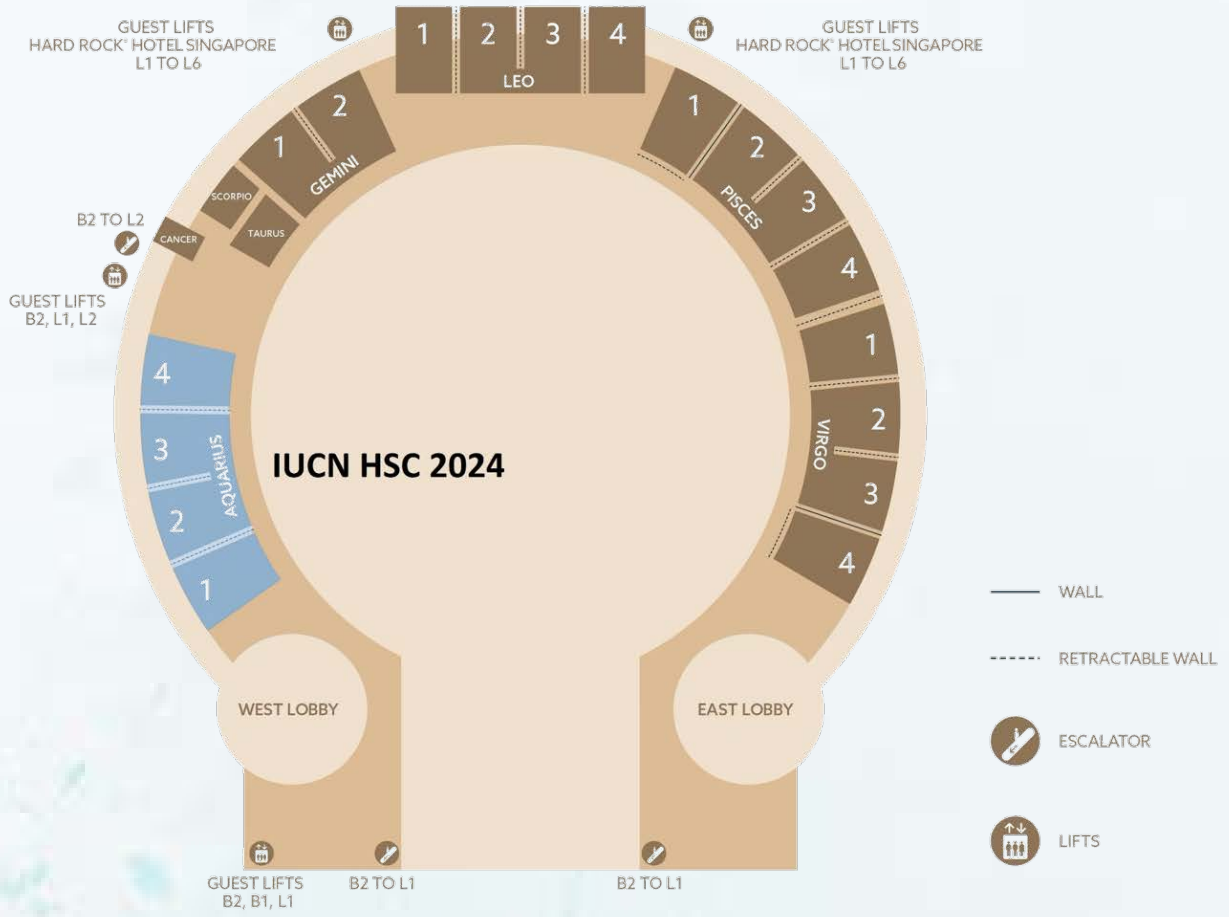 GUEST LIFTS
HARD ROCK® HOTEL SINGAPORE
L1 TO L6
1 2 3 4
LEO
GUEST LIFTS
HARD ROCK® HOTEL SINGAPORE
L1 TO L6
1 2
GEMINI
SCORPIO
TAURUS
CANCER
B2 TO L2
GUEST LIFTS
B2, L1, L2
1
2
3
4
PISCES
1
2
3
4
VIRGO
4
3
2
1
AQUARIUS
IUCN HSC 2024
WEST LOBBY
EAST LOBBY
GUEST LIFTS
B2, B1, L1
B2 TO L1
B2 TO L1
WALL
RETRACTABLE WALL
ESCALATOR
LIFTS